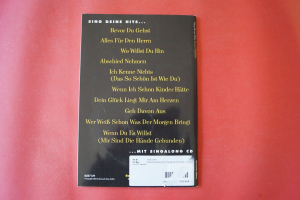 SING DEINE HITS...
Bevor Du Gehst
Alles Für Den Herrn
Wo Willst Du Hin
Abschied Nehmen
Ich Kenne Nichts
(Das So Schön Ist Wie Du)
Wenn Ich Schon Kinder Hätte
Dein Glück Liegt Mir Am Herzen
Geh Davon Aus
Wer Weiß Schon Was Der Morgen Bringt
Wenn Du Es Willst
(Mir Sind Die Hände Gebunden)
...MIT SINGALONG CD